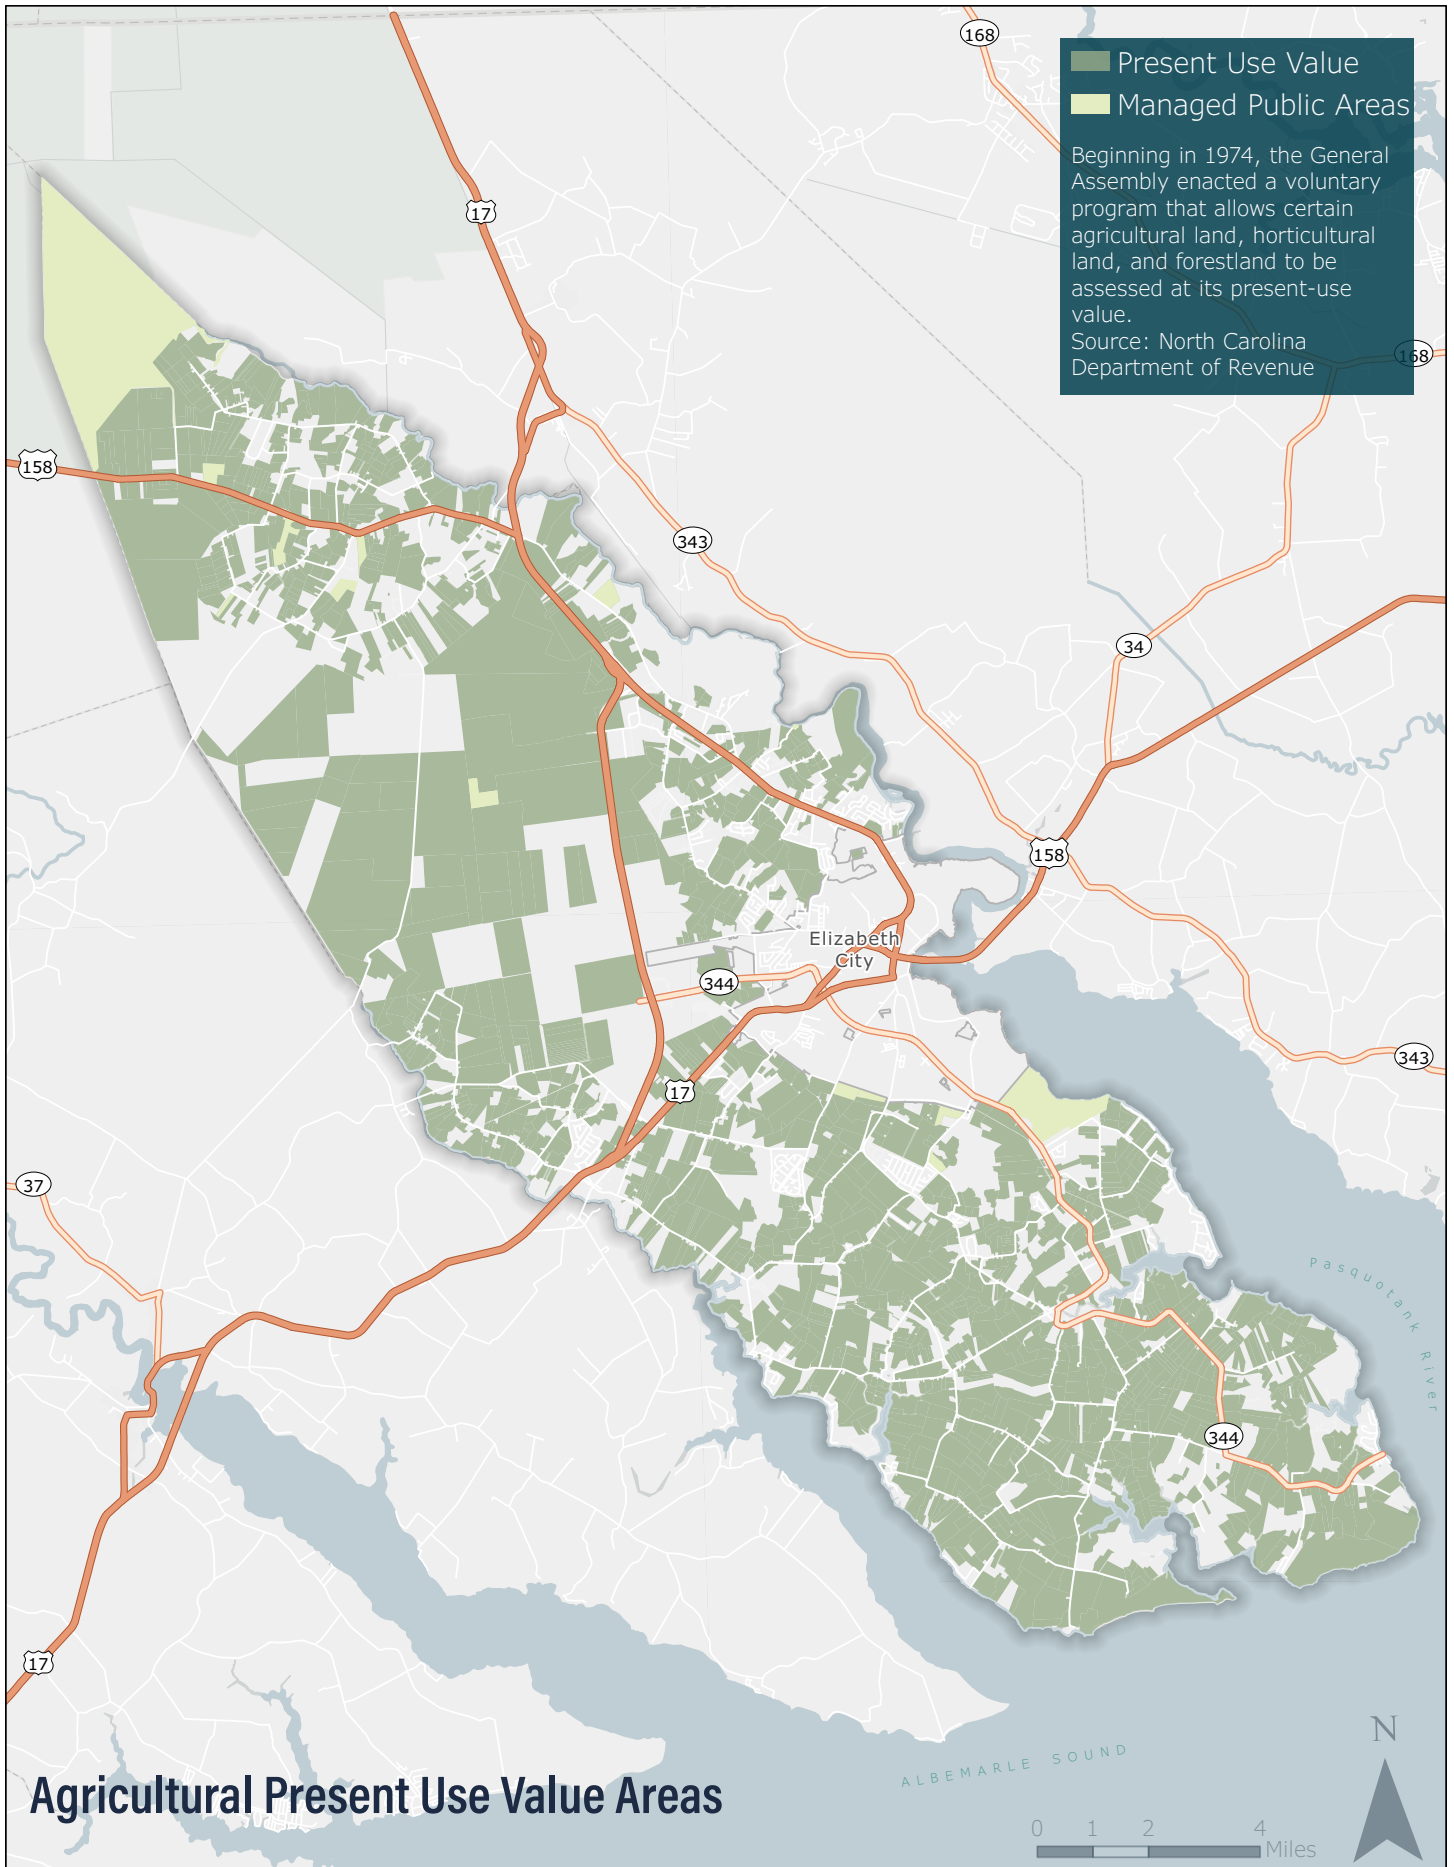 168
Present Use Value
Managed Public Areas
Beginning in 1974, the General
Assembly enacted a voluntary
program that allows certain
agricultural land, horticultural
land, and forestland to be
assessed at its present-use
value.
Source: North Carolina
Department of Revenue
17
168
158
343
34
158
Elizabeth
City
344
343
17
37
Pasquotank River
344
17
N
ALBEMARLE SOUND
Agricultural Present Use Value Areas
0 1 2 4
Miles